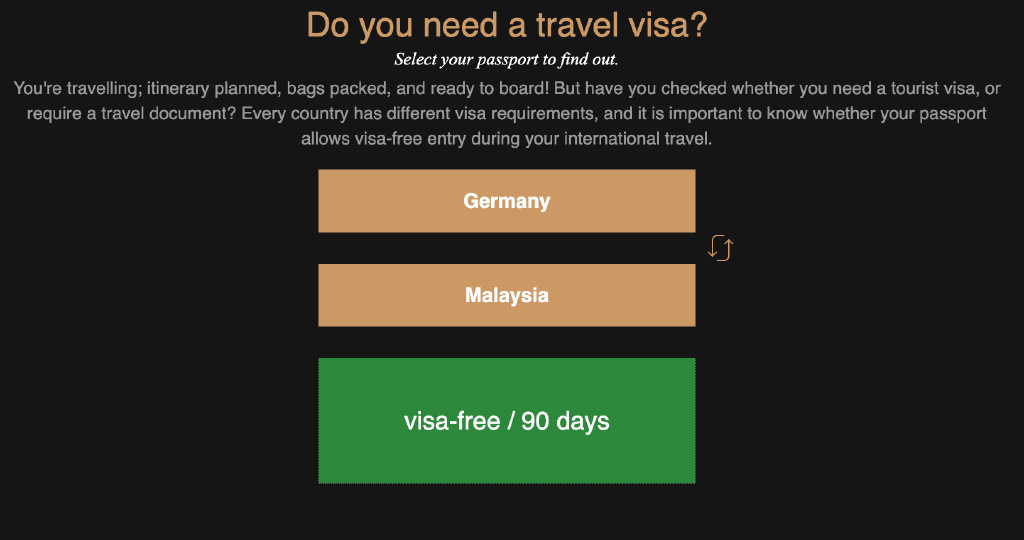 Do you need a travel visa?
Select your passport to find out.
You're travelling; itinerary planned, bags packed, and ready to board! But have you checked whether you need a tourist visa, or
require a travel document? Every country has different visa requirements, and it is important to know whether your passport
allows visa-free entry during your international travel.
Germany
Malaysia
visa-free / 90 days